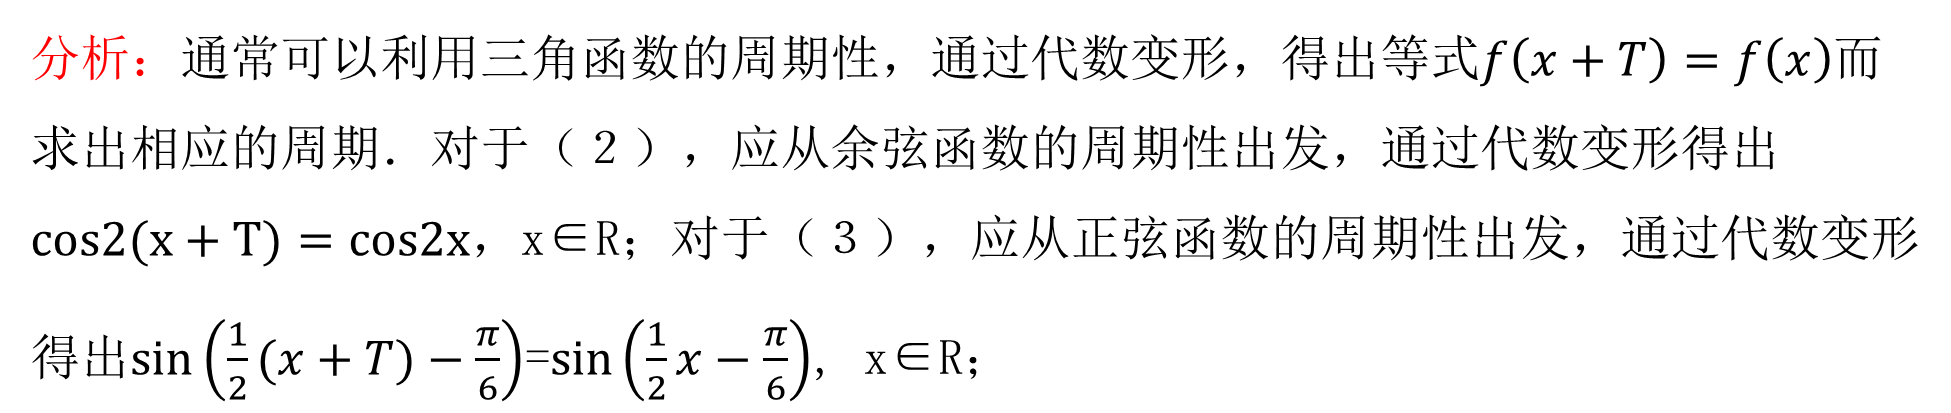 分析：通常可以利用三角函数的周期性，通过代数变形，得出等式f(x + T) = f(x)而
求出相应的周期．对于（2），应从余弦函数的周期性出发，通过代数变形得出
cos2(x + T) = cos2x，x∈R；对于（3），应从正弦函数的周期性出发，通过代数变形
得出sin(1/2(x + T) − π/6)=sin(1/2x − π/6)，x∈R；